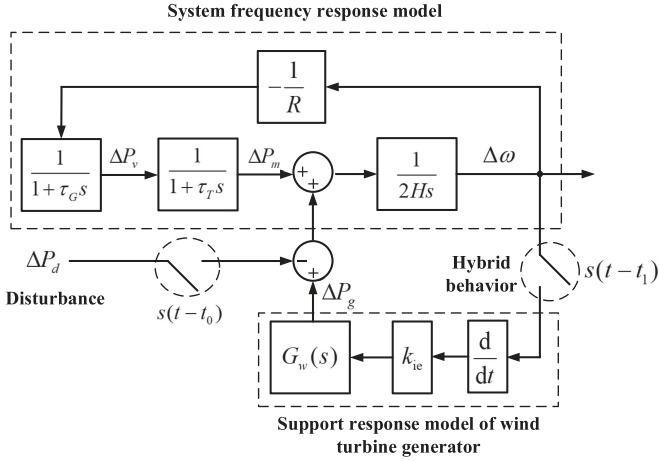 System frequency response model
-1/R
1/(1+τ_G s)
ΔP_v
1/(1+τ_T s)
ΔP_m
+
+
1/(2Hs)
Δω
ΔP_d
Disturbance
s(t−t_0)
-
+
ΔP_g
Hybrid
behavior
s(t−t_1)
G_w(s)
k_ie
d/dt
Support response model of wind
turbine generator